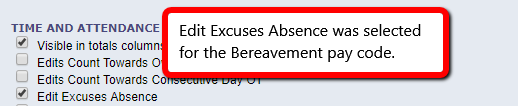 TIME AND ATTENDANCE
Edit Excuses Absence was selected
for the Bereavement pay code.
Visible in totals column
Edits Count Towards
Edits Count Towards Consecutive Day OT
Edit Excuses Absence